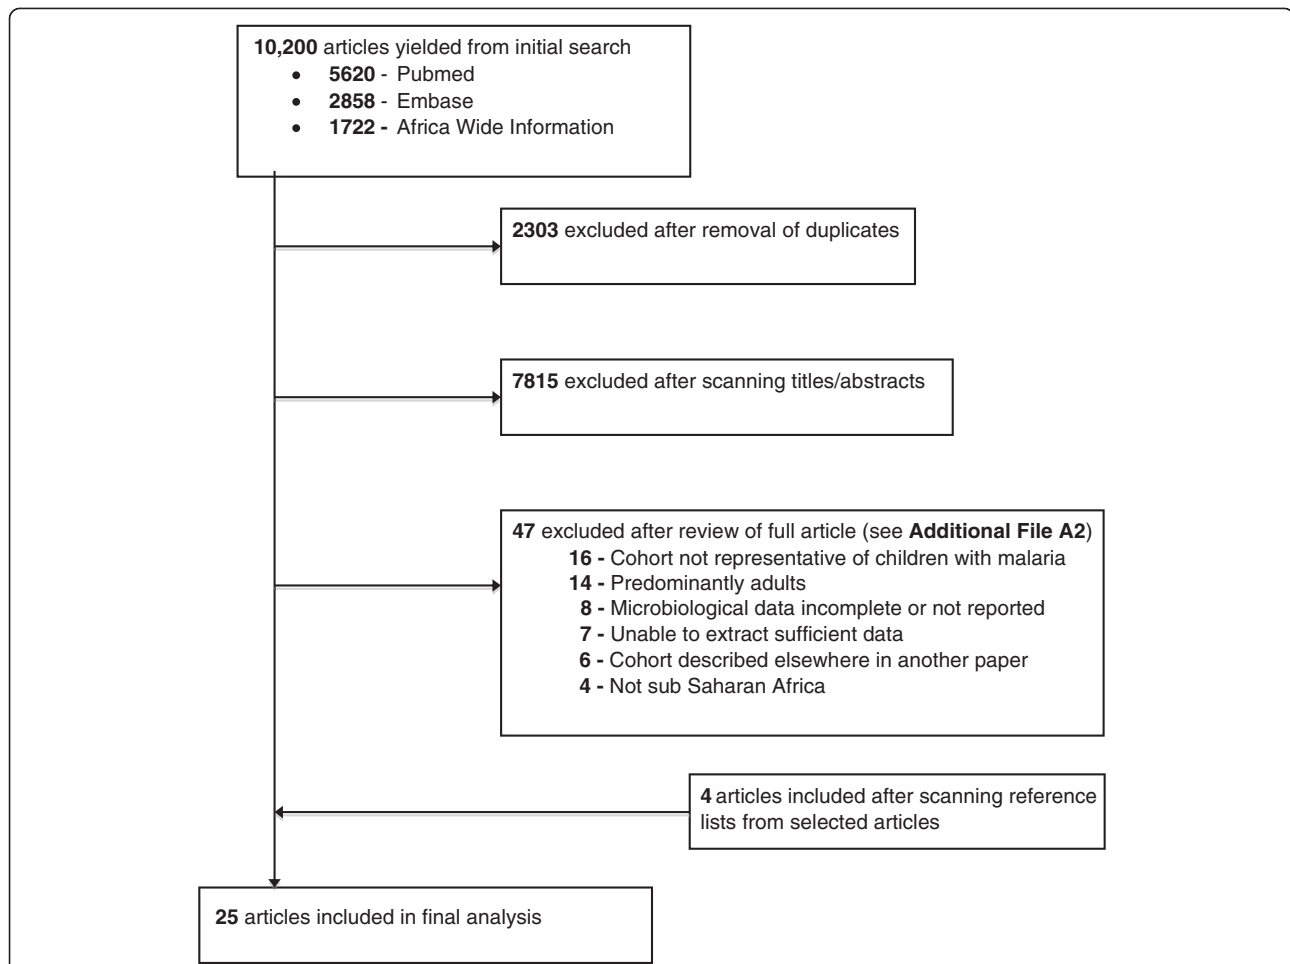 10,200 articles yielded from initial search
• 5620 - Pubmed
• 2858 - Embase
• 1722 - Africa Wide Information
2303 excluded after removal of duplicates
7815 excluded after scanning titles/abstracts
47 excluded after review of full article (see Additional File A2)
16 - Cohort not representative of children with malaria
14 - Predominantly adults
8 - Microbiological data incomplete or not reported
7 - Unable to extract sufficient data
6 - Cohort described elsewhere in another paper
4 - Not sub Saharan Africa
4 articles included after scanning reference
lists from selected articles
25 articles included in final analysis